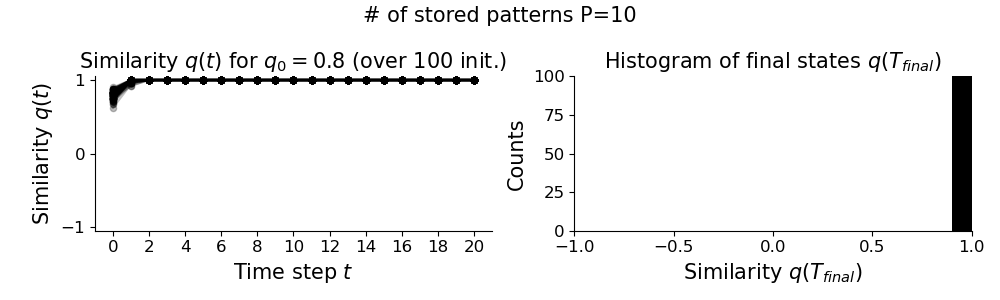 # of stored patterns P=10
Similarity q(t) for q₀ = 0.8 (over 100 init.)
1
0
−1
Similarity q(t)
0 2 4 6 8 10 12 14 16 18 20
Time step t
Histogram of final states q(T_final)
100
75
50
25
0
Counts
−1.0 −0.5 0.0 0.5 1.0
Similarity q(T_final)